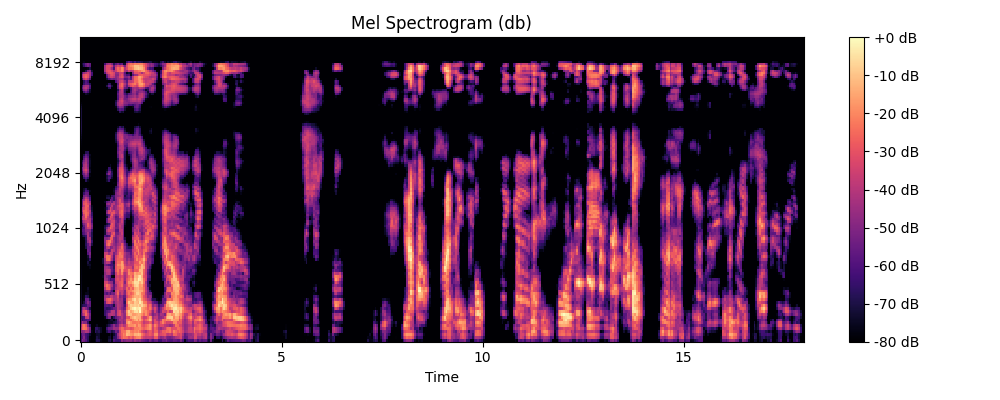 Mel Spectrogram (db)
8192
4096
2048
1024
512
0
Hz
0
5
10
15
Time
+0 dB
-10 dB
-20 dB
-30 dB
-40 dB
-50 dB
-60 dB
-70 dB
-80 dB